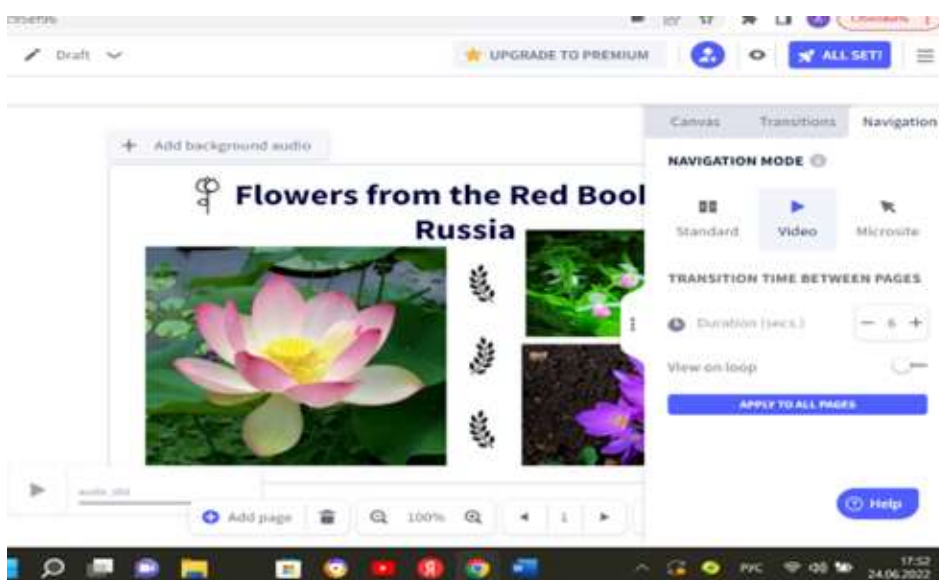 Draft
UPGRADE TO PREMIUM
ALL SET!
Canvas Transitions Navigation
Add background audio
NAVIGATION MODE
Flowers from the Red Bool
Russia
Standard Video Microsite
TRANSITION TIME BETWEEN PAGES
Duration (secs.) − 6 +
View on loop
APPLY TO ALL PAGES
Help
Add page 100% 1
РУС 17:52
24.06.2022